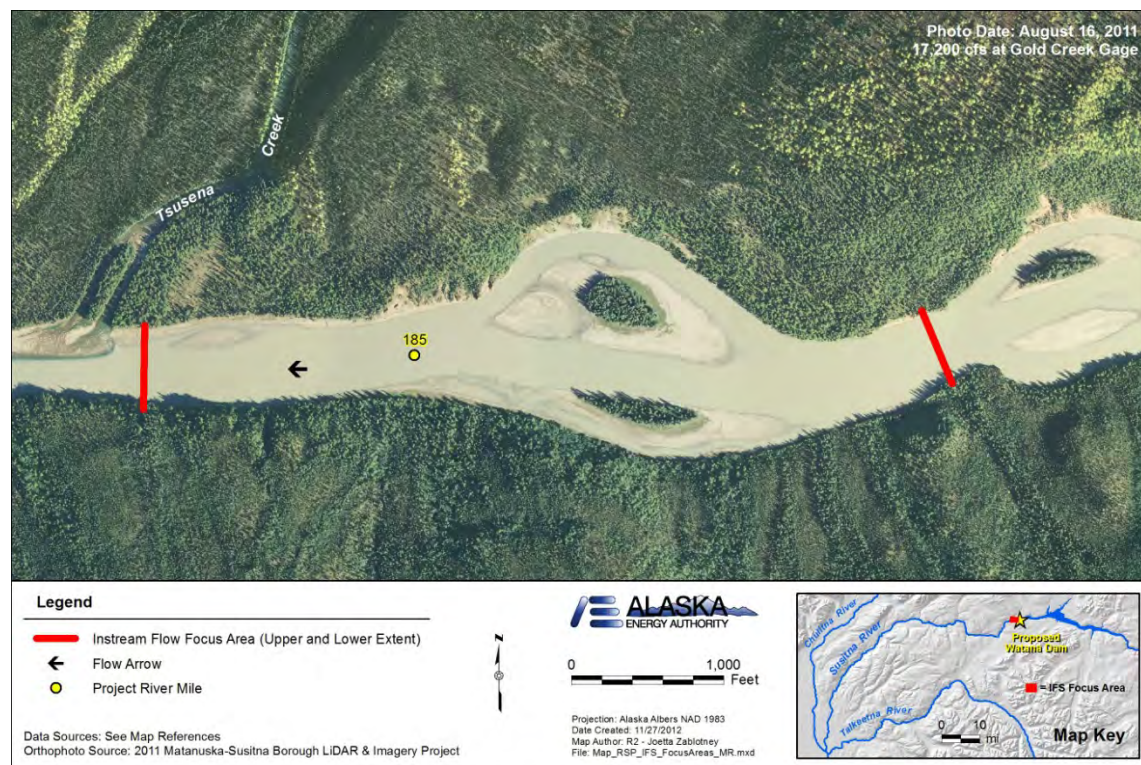 Photo Date: August 16, 2011
17,200 cfs at Gold Creek Gage
Tsusena Creek
185
Legend
Instream Flow Focus Area (Upper and Lower Extent)
Flow Arrow
Project River Mile
Data Sources: See Map References
Orthophoto Source: 2011 Matanuska-Susitna Borough LiDAR & Imagery Project
N
ALASKA
ENERGY AUTHORITY
0 1,000
Feet
Projection: Alaska Albers NAD 1983
Date Created: 11/27/2012
Map Author: R2 - Joetta Zablotney
File: Map_RSP_IFS_FocusAreas_MR.mxd
Chulitna River
Susitna River
Talkeetna River
Proposed
Watana Dam
= IFS Focus Area
0 10
mi
Map Key